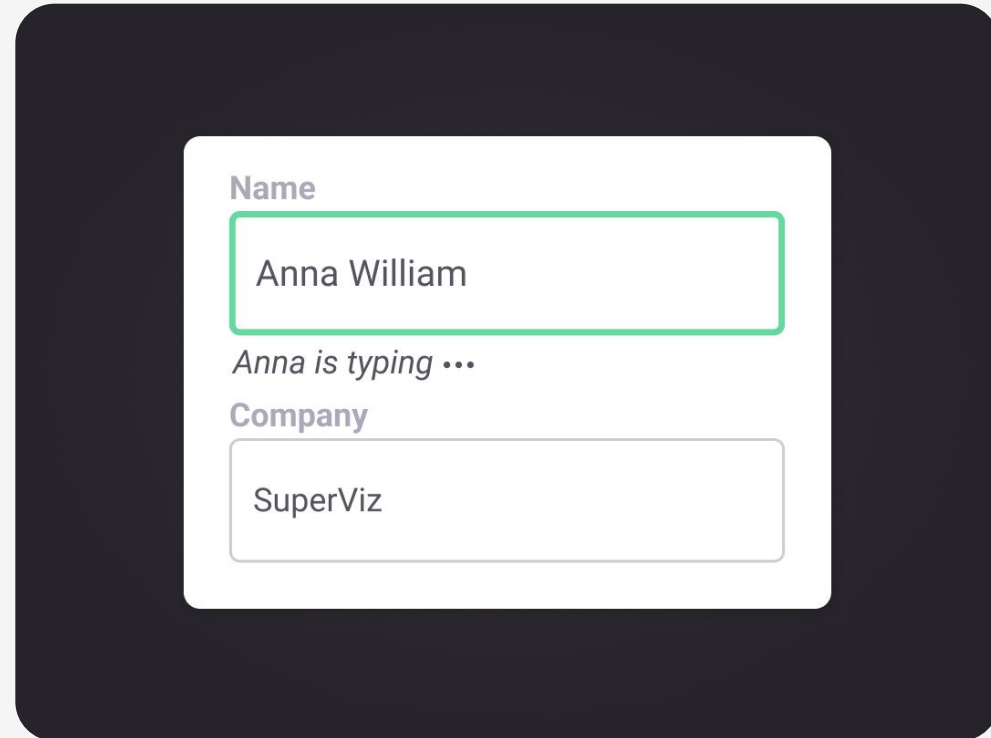 Name
Anna William
Anna is typing •••
Company
SuperViz